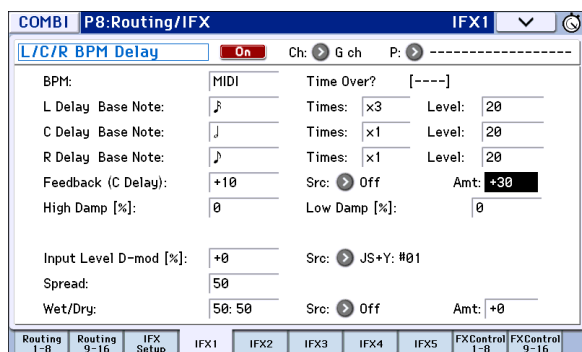 COMBI P8:Routing/IFX IFX1
L/C/R BPM Delay On Ch: G ch P: --------------------
BPM: MIDI Time Over? [----]
L Delay Base Note: Times: x3 Level: 20
C Delay Base Note: Times: x1 Level: 20
R Delay Base Note: Times: x1 Level: 20
Feedback (C Delay): +10 Src: Off Amt: +30
High Damp [%]: 0 Low Damp [%]: 0
Input Level D-mod [%]: +0 Src: JS+Y: #01
Spread: 50
Wet/Dry: 50:50 Src: Off Amt: +0
Routing 1-8 Routing 9-16 IFX Setup IFX1 IFX2 IFX3 IFX4 IFX5 FXControl 1-8 FXControl 9-16